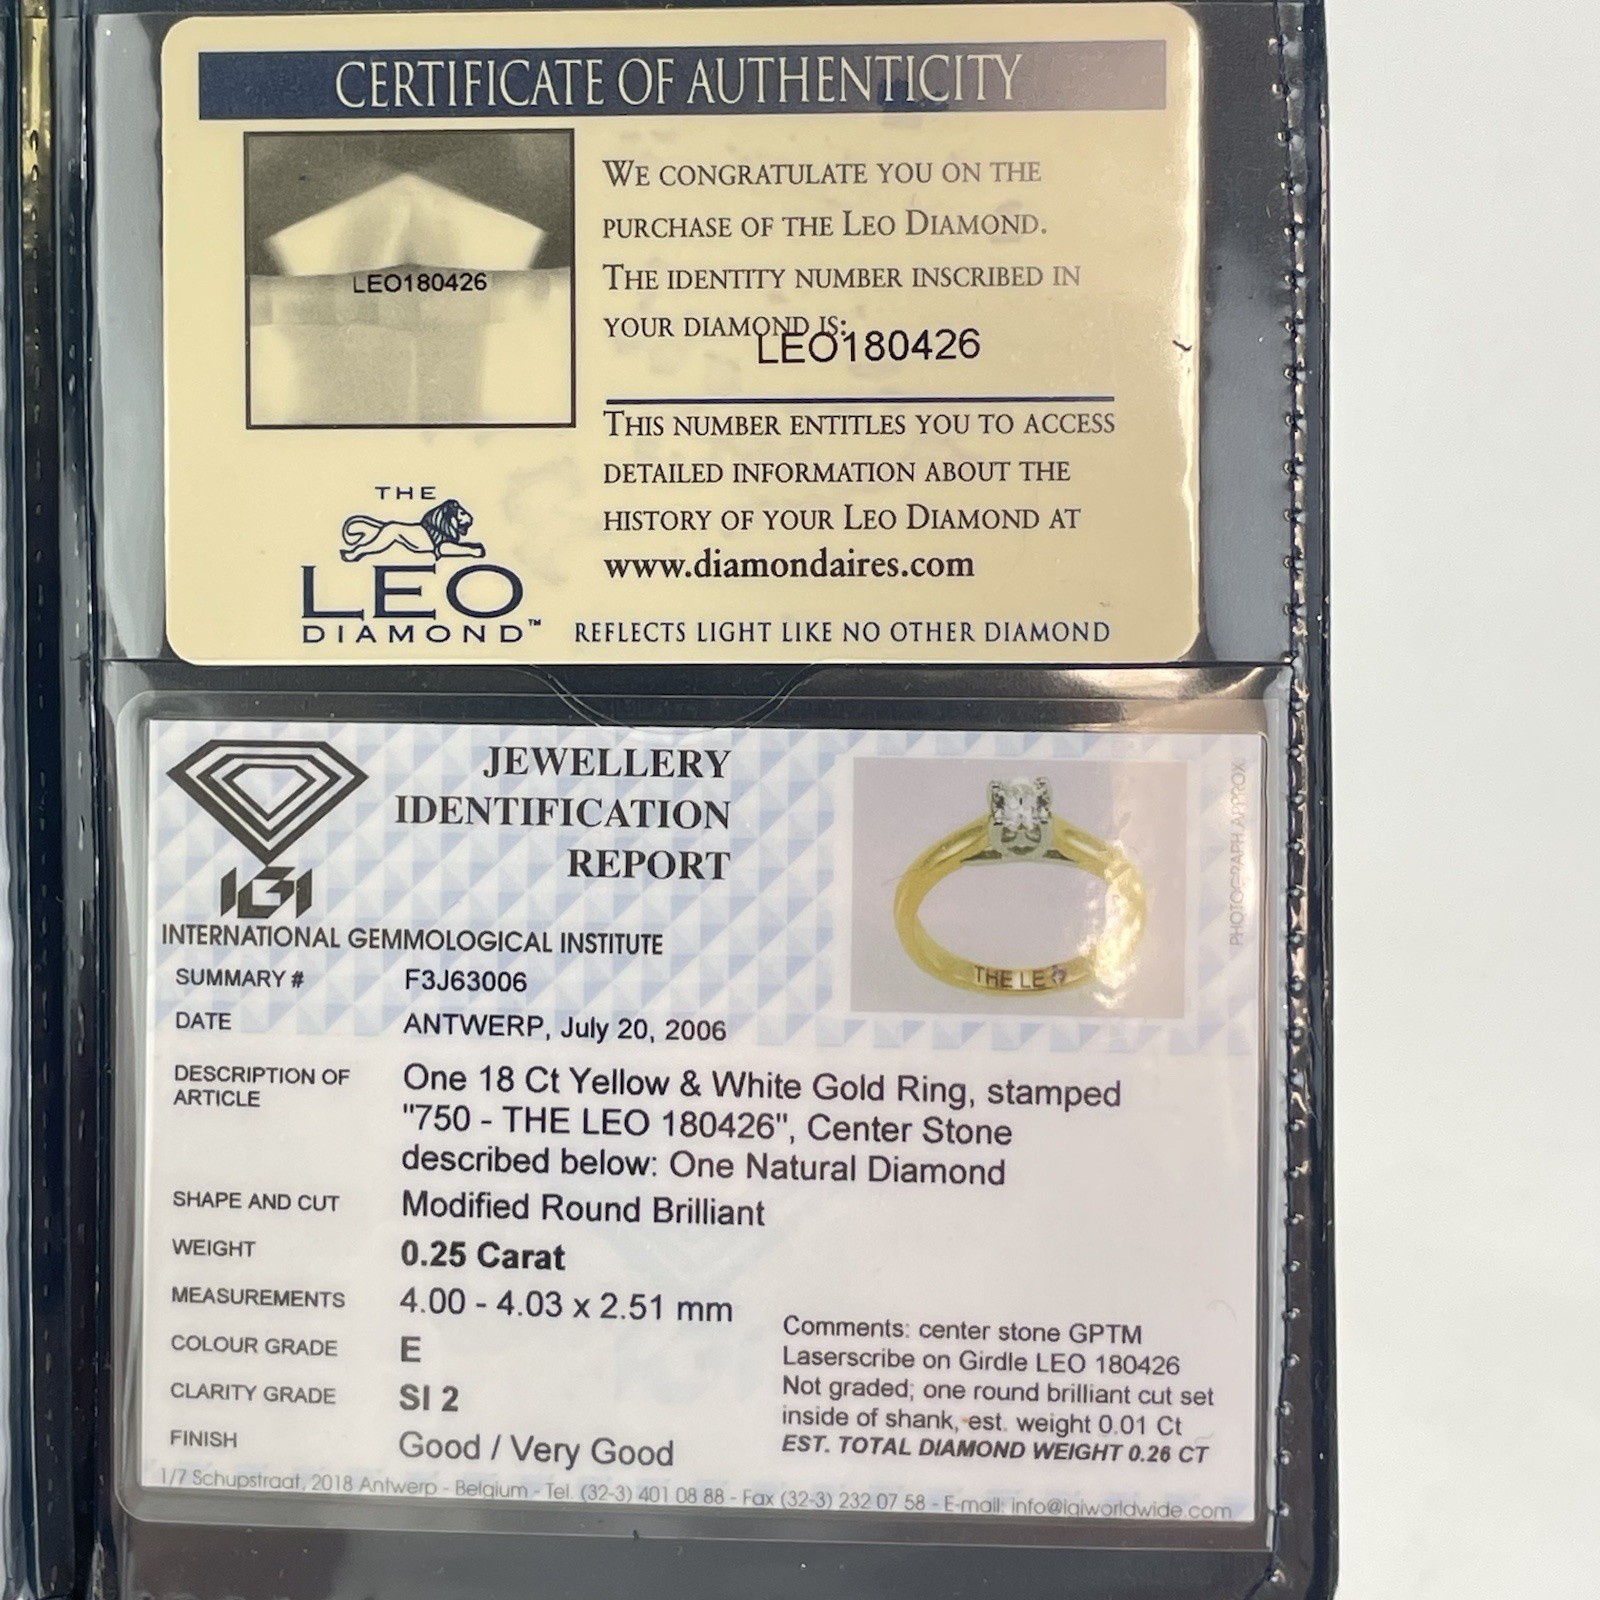 CERTIFICATE OF AUTHENTICITY
LEO180426
WE CONGRATULATE YOU ON THE
PURCHASE OF THE LEO DIAMOND.
THE IDENTITY NUMBER INSCRIBED IN
YOUR DIAMOND IS:
LEO180426
THIS NUMBER ENTITLES YOU TO ACCESS
DETAILED INFORMATION ABOUT THE
HISTORY OF YOUR LEO DIAMOND AT
www.diamondaires.com
THE
LEO
DIAMOND™
REFLECTS LIGHT LIKE NO OTHER DIAMOND
JEWELLERY
IDENTIFICATION
REPORT
IGI
INTERNATIONAL GEMMOLOGICAL INSTITUTE
PHOTOGRAPH APPROX.
THE LEO
SUMMARY # F3J63006
DATE ANTWERP, July 20, 2006
DESCRIPTION OF
ARTICLE
One 18 Ct Yellow & White Gold Ring, stamped
"750 - THE LEO 180426", Center Stone
described below: One Natural Diamond
SHAPE AND CUT Modified Round Brilliant
WEIGHT 0.25 Carat
MEASUREMENTS 4.00 - 4.03 x 2.51 mm
COLOUR GRADE E
CLARITY GRADE SI 2
FINISH Good / Very Good
Comments: center stone GPTM
Laserscribe on Girdle LEO 180426
Not graded; one round brilliant cut set
inside of shank, est. weight 0.01 Ct
EST. TOTAL DIAMOND WEIGHT 0.26 CT
1/7 Schupstraat, 2018 Antwerp - Belgium - Tel. (32-3) 401 08 88 - Fax (32-3) 232 07 58 - E-mail: info@igiworldwide.com